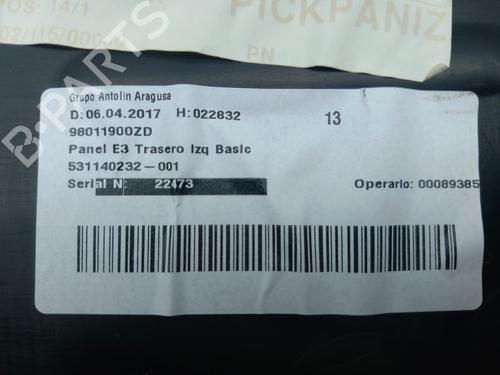 POS: 14/1
PICKPANIZ
02/115/000
PN
B-PARTS
Grupo Antolin Aragusa
D: 06.04.2017 H: 022832
13
98011900ZD
Panel E3 Trasero Izq Basic
531140232-001
Serial N: 22473
Operario: 00089385